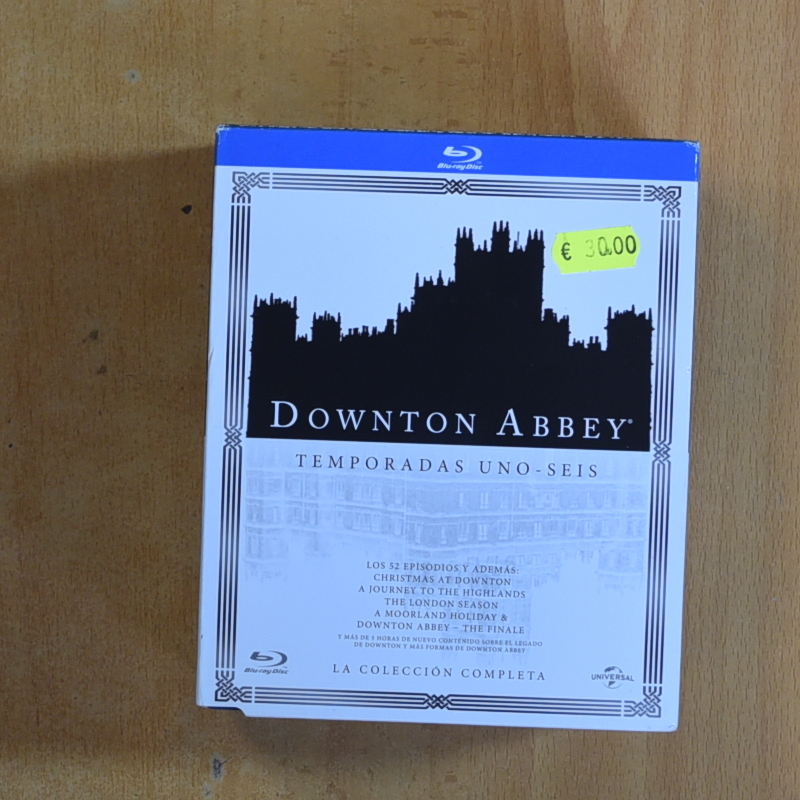 Blu-ray Disc
€ 30.00
DOWNTON ABBEY
TEMPORADAS UNO-SEIS
LOS 52 EPISODIOS Y ADEMÁS:
CHRISTMAS AT DOWNTON
A JOURNEY TO THE HIGHLANDS
THE LONDON SEASON
A MOORLAND HOLIDAY &
DOWNTON ABBEY – THE FINALE
Y MÁS DE 5 HORAS DE NUEVO CONTENIDO SOBRE EL LEGADO
DE DOWNTON Y MÁS FORMAS DE DOWNTON ABBEY
Blu-ray Disc
LA COLECCIÓN COMPLETA
UNIVERSAL